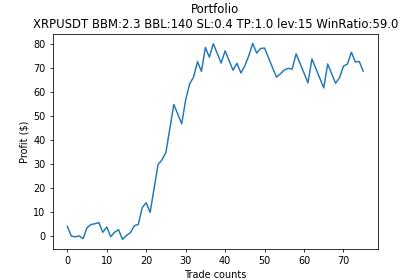 Portfolio
XRPUSDT BBM:2.3 BBL:140 SL:0.4 TP:1.0 lev:15 WinRatio:59.0
80
70
60
50
40
30
20
10
0
Profit ($)
0 10 20 30 40 50 60 70
Trade counts